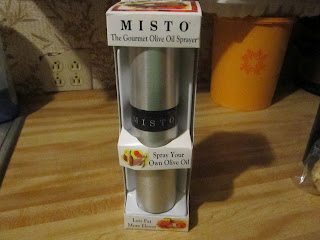 MISTO®
The Gourmet Olive Oil Sprayer®
MISTO
Spray Your
Own Olive Oil
Less Fat
More Flavor